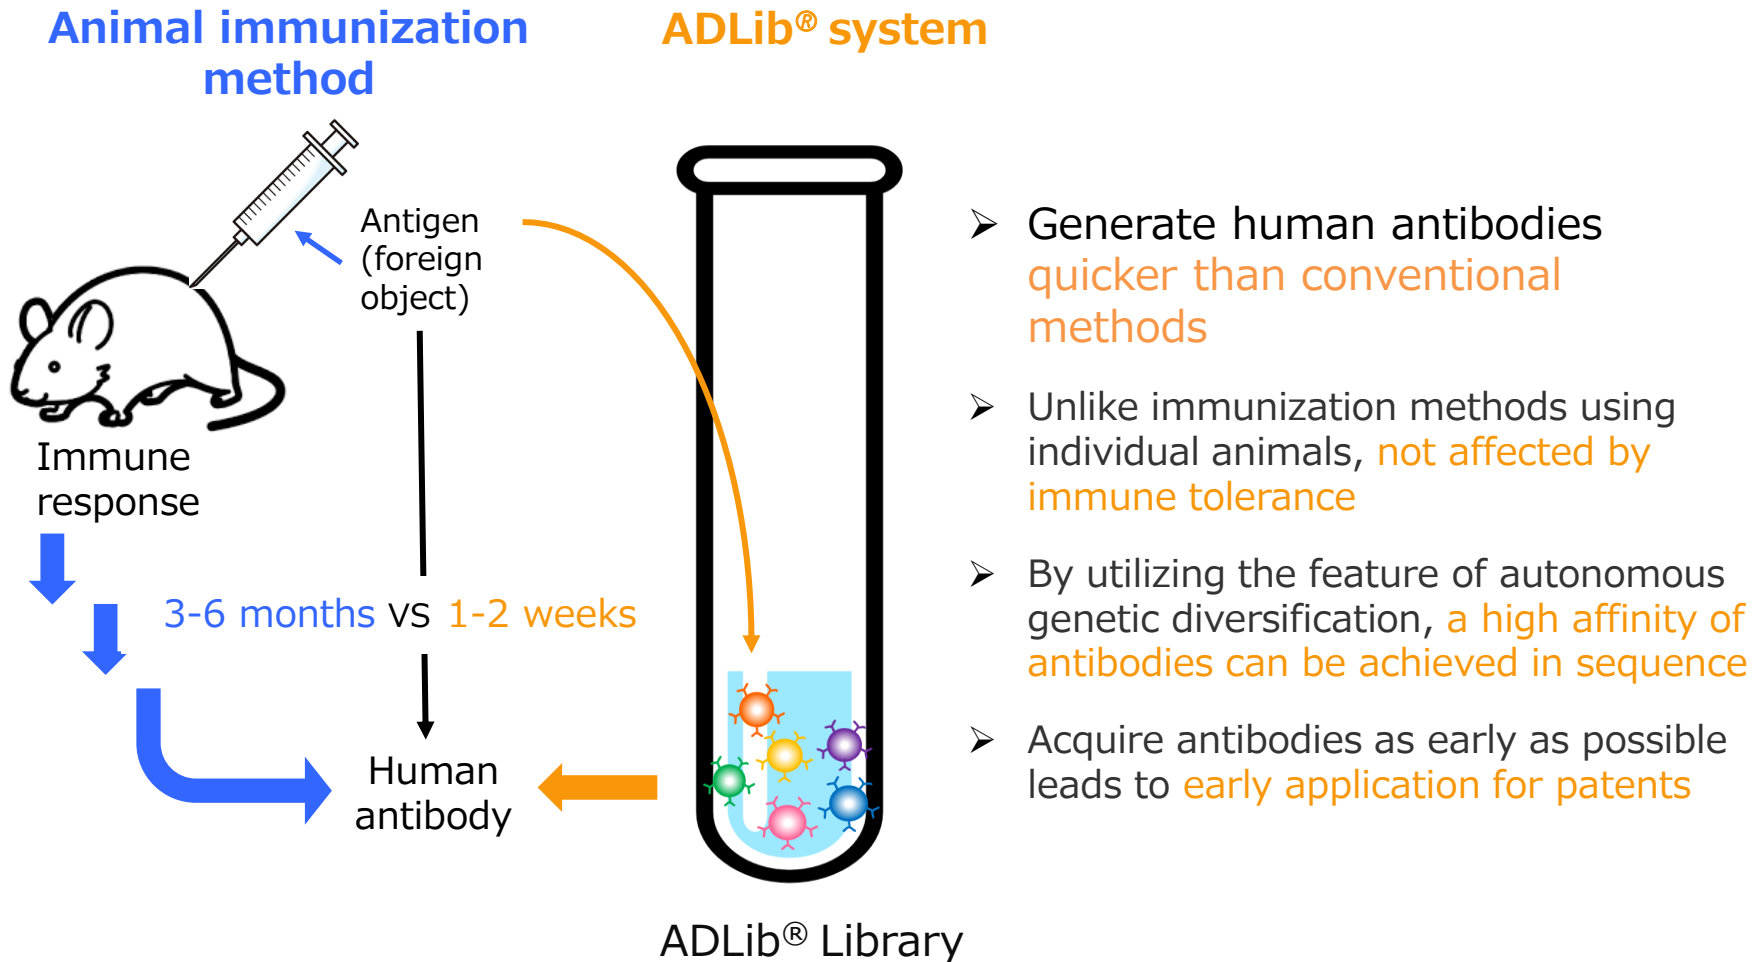 Animal immunization
method
ADLib® system
Antigen
(foreign
object)
Immune
response
3-6 months VS 1-2 weeks
Human
antibody
ADLib® Library
➢ Generate human antibodies
quicker than conventional
methods
➢ Unlike immunization methods using
individual animals, not affected by
immune tolerance
➢ By utilizing the feature of autonomous
genetic diversification, a high affinity of
antibodies can be achieved in sequence
➢ Acquire antibodies as early as possible
leads to early application for patents